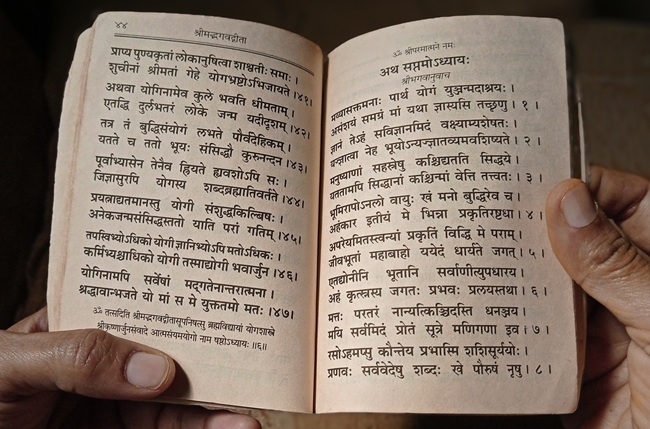 ४४
श्रीमद्भगवद्गीता
प्राप्य पुण्यकृतां लोकानुषित्वा शाश्वतीः समाः ।
शुचीनां श्रीमतां गेहे योगभ्रष्टोऽभिजायते ।४१।
अथवा योगिनामेव कुले भवति धीमताम् ।
एतद्धि दुर्लभतरं लोके जन्म यदीदृशम् ।४२।
तत्र तं बुद्धिसंयोगं लभते पौर्वदेहिकम् ।
यतते च ततो भूयः संसिद्धौ कुरुनन्दन ।४३।
पूर्वाभ्यासेन तेनैव ह्रियते ह्यवशोऽपि सः ।
जिज्ञासुरपि योगस्य शब्दब्रह्मातिवर्तते ।४४।
प्रयत्नाद्यतमानस्तु योगी संशुद्धकिल्बिषः ।
अनेकजन्मसंसिद्धस्ततो याति परां गतिम् ।४५।
तपस्विभ्योऽधिको योगी ज्ञानिभ्योऽपि मतोऽधिकः ।
कर्मिभ्यश्चाधिको योगी तस्माद्योगी भवार्जुन ।४६।
योगिनामपि सर्वेषां मद्गतेनान्तरात्मना ।
श्रद्धावान्भजते यो मां स मे युक्ततमो मतः ।४७।
ॐ तत्सदिति श्रीमद्भगवद्गीतासूपनिषत्सु ब्रह्मविद्यायां योगशास्त्रे
श्रीकृष्णार्जुनसंवादे आत्मसंयमयोगो नाम षष्ठोऽध्यायः ॥६॥
ॐ श्रीपरमात्मने नमः
अथ सप्तमोऽध्यायः
श्रीभगवानुवाच
मय्यासक्तमनाः पार्थ योगं युञ्जन्मदाश्रयः ।
असंशयं समग्रं मां यथा ज्ञास्यसि तच्छृणु । १ ।
ज्ञानं तेऽहं सविज्ञानमिदं वक्ष्याम्यशेषतः ।
यज्ज्ञात्वा नेह भूयोऽन्यज्ज्ञातव्यमवशिष्यते । २ ।
मनुष्याणां सहस्रेषु कश्चिद्यतति सिद्धये ।
यततामपि सिद्धानां कश्चिन्मां वेत्ति तत्त्वतः । ३ ।
भूमिरापोऽनलो वायुः खं मनो बुद्धिरेव च ।
अहंकार इतीयं मे भिन्ना प्रकृतिरष्टधा । ४ ।
अपरेयमितस्त्वन्यां प्रकृतिं विद्धि मे पराम् ।
जीवभूतां महाबाहो ययेदं धार्यते जगत् । ५ ।
एतद्योनीनि भूतानि सर्वाणीत्युपधारय ।
अहं कृत्स्नस्य जगतः प्रभवः प्रलयस्तथा । ६ ।
मत्तः परतरं नान्यत्किञ्चिदस्ति धनञ्जय ।
मयि सर्वमिदं प्रोतं सूत्रे मणिगणा इव । ७ ।
रसोऽहमप्सु कौन्तेय प्रभास्मि शशिसूर्ययोः ।
प्रणवः सर्ववेदेषु शब्दः खे पौरुषं नृषु । ८ ।